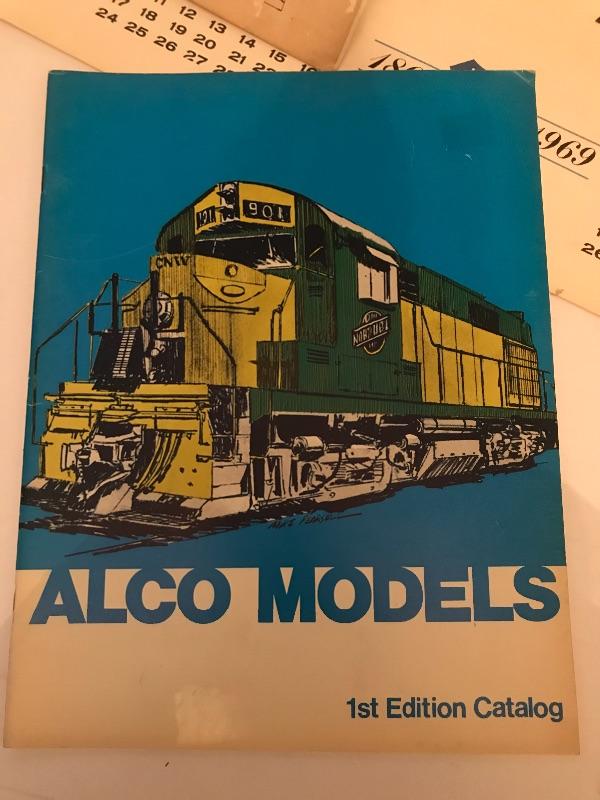 12 13
17 18 19 20 14 15
24 25 26 27 21 22
1969
901
CNW
ALCO MODELS
1st Edition Catalog